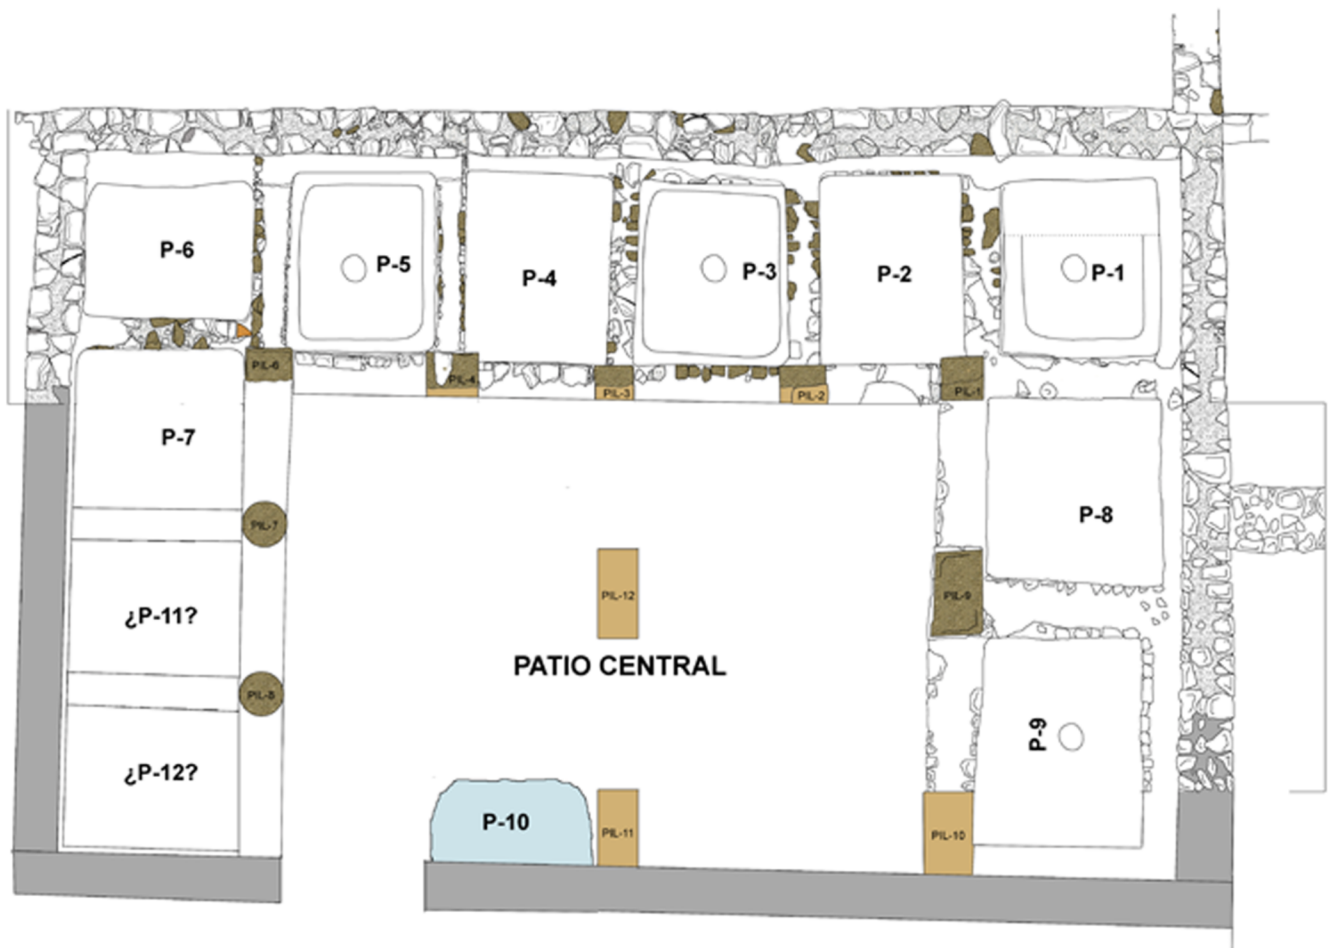 P-6
P-5
P-4
P-3
P-2
P-1
PIL-6
PIL-4
PIL-3
PIL-2
PIL-1
P-7
P-8
PIL-7
¿P-11?
PIL-12
PIL-9
PATIO CENTRAL
PIL-8
P-9
¿P-12?
P-10
PIL-11
PIL-10